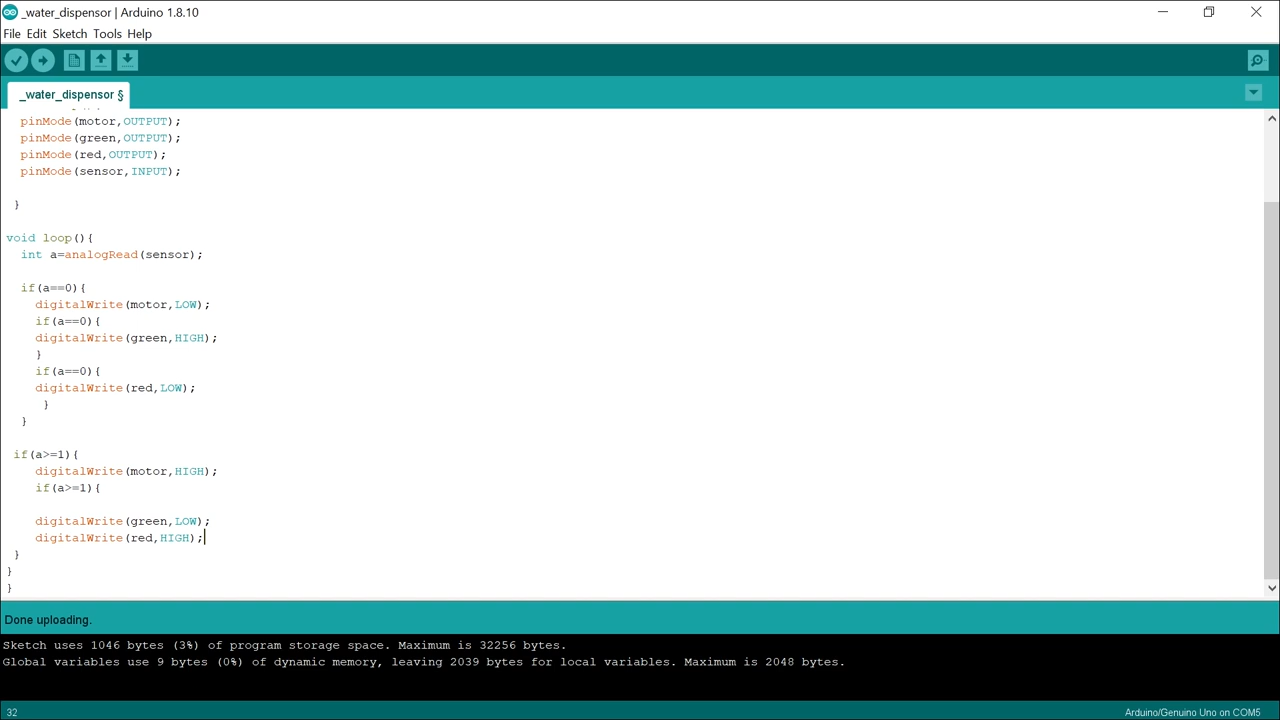 _water_dispensor | Arduino 1.8.10
File Edit Sketch Tools Help
_water_dispensor §
pinMode(motor,OUTPUT);
pinMode(green,OUTPUT);
pinMode(red,OUTPUT);
pinMode(sensor,INPUT);
}
void loop(){
int a=analogRead(sensor);
if(a==0){
digitalWrite(motor,LOW);
if(a==0){
digitalWrite(green,HIGH);
}
if(a==0){
digitalWrite(red,LOW);
}
}
if(a>=1){
digitalWrite(motor,HIGH);
if(a>=1){
digitalWrite(green,LOW);
digitalWrite(red,HIGH);
}
}
}
Done uploading.
Sketch uses 1046 bytes (3%) of program storage space. Maximum is 32256 bytes.
Global variables use 9 bytes (0%) of dynamic memory, leaving 2039 bytes for local variables. Maximum is 2048 bytes.
32
Arduino/Genuino Uno on COM5